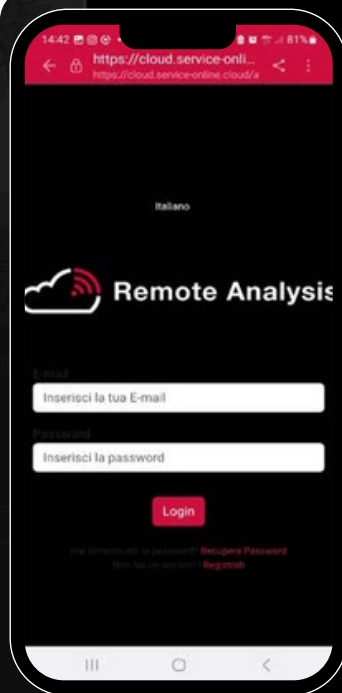 14:42 81%
https://cloud.service-onli...
https://cloud.service-online.cloud/a
Italiano
Remote Analysis
E-mail
Inserisci la tua E-mail
Password
Inserisci la password
Login
Hai dimenticato la password? Recupera Password
Non hai un account? Registrati